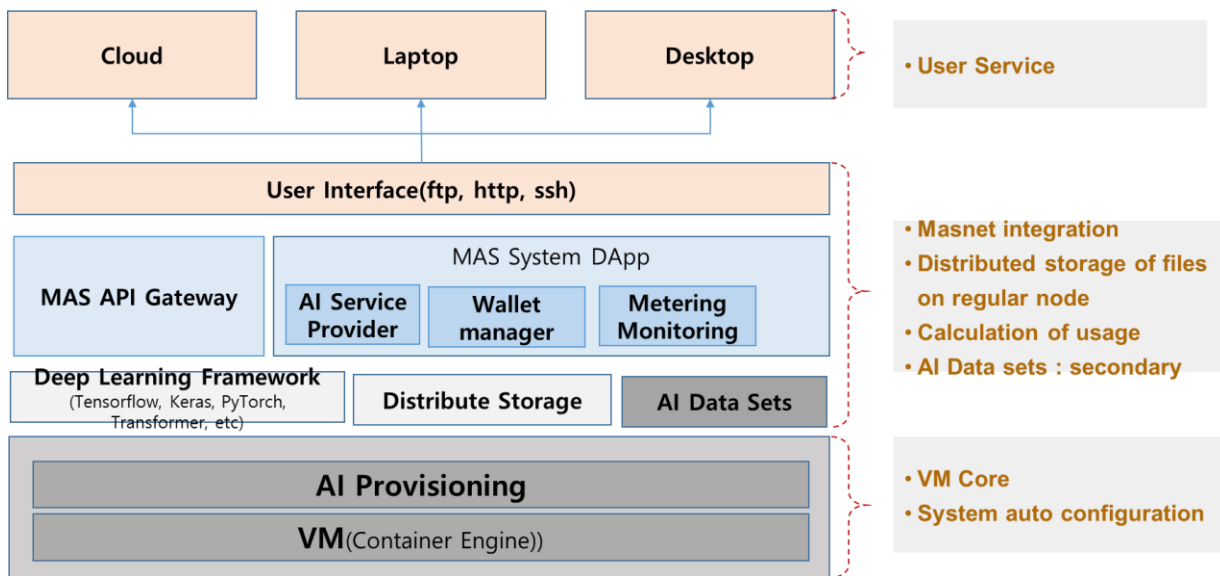 Cloud
Laptop
Desktop
• User Service
User Interface(ftp, http, ssh)
MAS API Gateway
MAS System DApp
AI Service
Provider
Wallet
manager
Metering
Monitoring
• Masnet integration
• Distributed storage of files
on regular node
• Calculation of usage
• AI Data sets : secondary
Deep Learning Framework
(Tensorflow, Keras, PyTorch,
Transformer, etc)
Distribute Storage
AI Data Sets
AI Provisioning
VM(Container Engine))
• VM Core
• System auto configuration